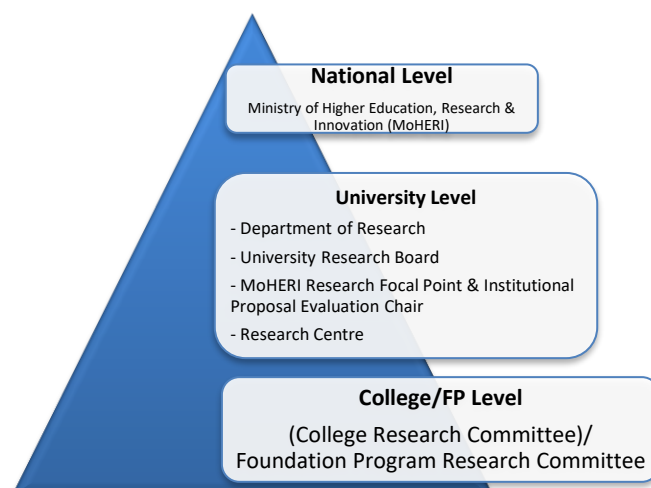 National Level
Ministry of Higher Education, Research &
Innovation (MoHERI)
University Level
- Department of Research
- University Research Board
- MoHERI Research Focal Point & Institutional
Proposal Evaluation Chair
- Research Centre
College/FP Level
(College Research Committee)/
Foundation Program Research Committee